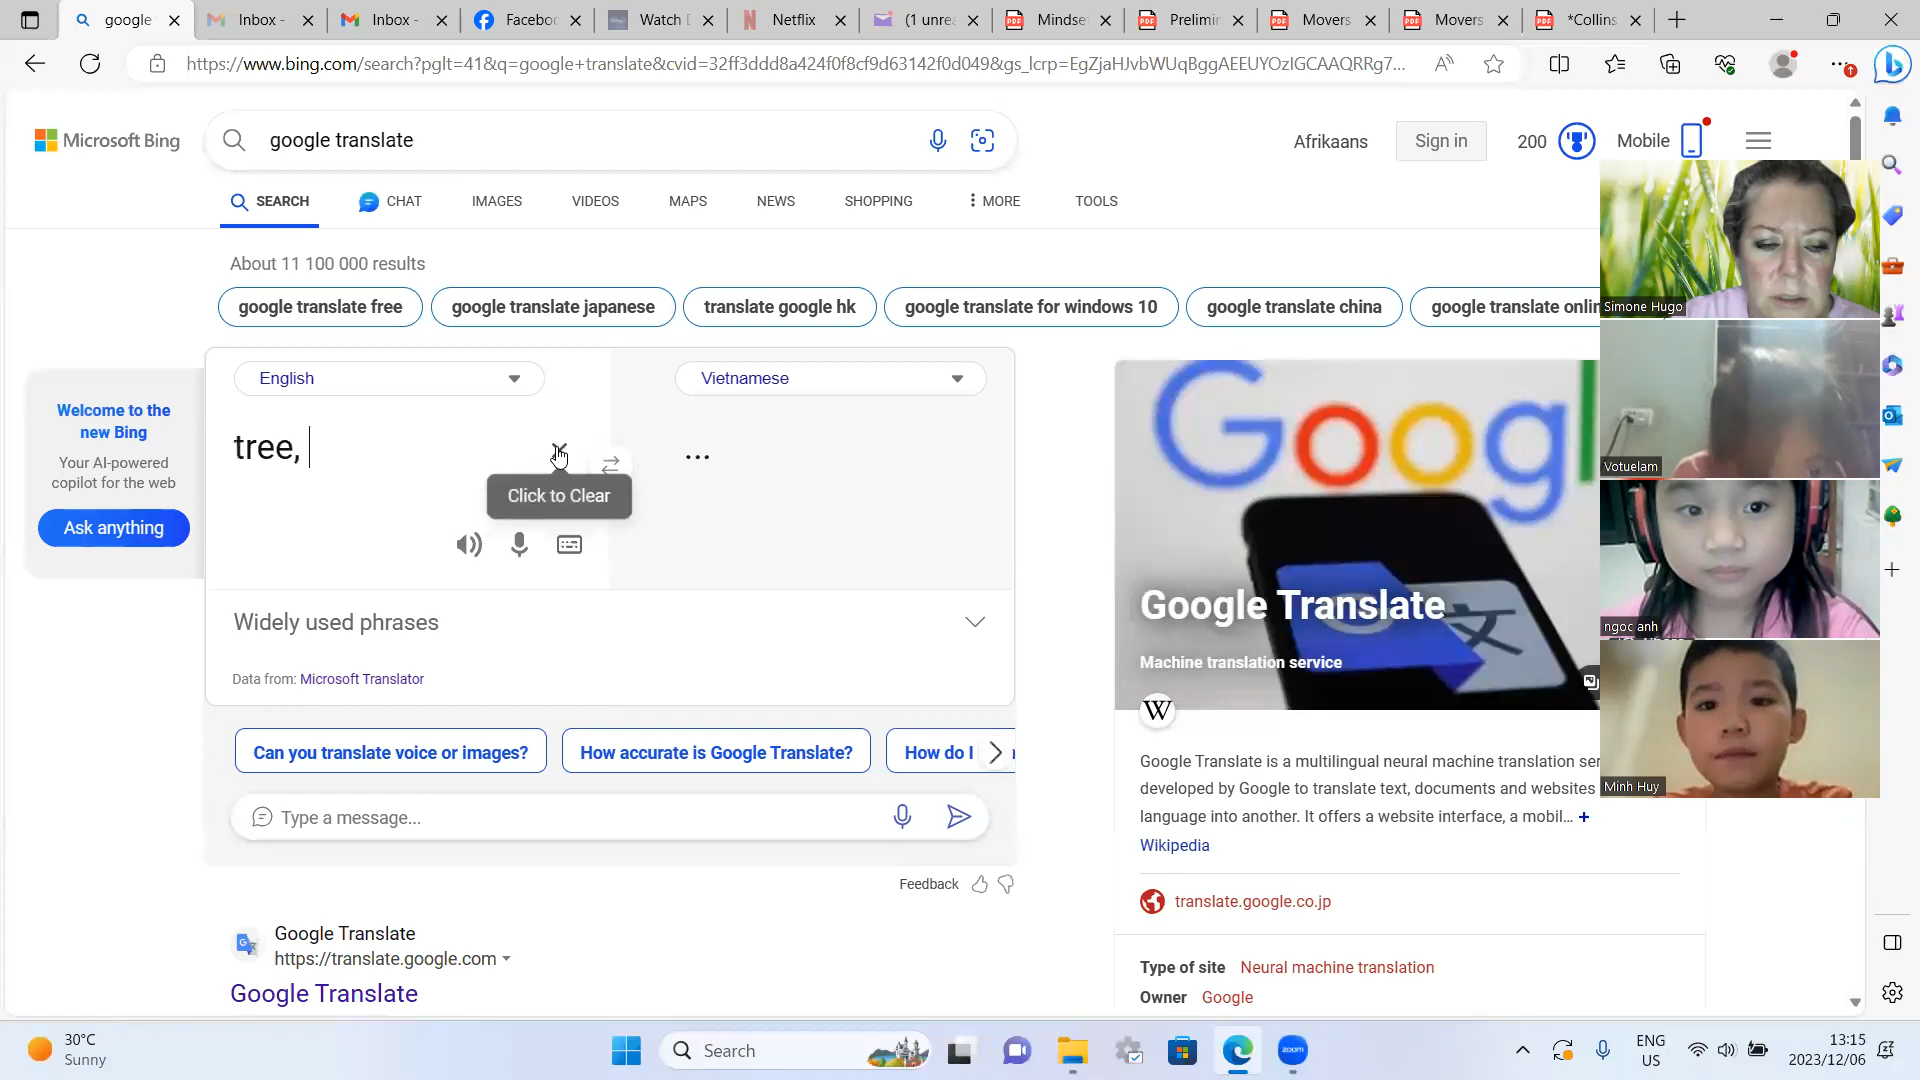 google
Inbox -
Inbox -
Facebo
Watch
Netflix
(1 unre
Mindse
Prelimi
Movers
Movers
*Collins
https://www.bing.com/search?pglt=41&q=google+translate&cvid=32ff3ddd8a424f0f8cf9d63142f0d049&gs_lcrp=EgZjaHJvbWUqBggAEEUYOzIGCAAQRRg7...
Microsoft Bing
google translate
Afrikaans
Sign in
200
Mobile
SEARCH
CHAT
IMAGES
VIDEOS
MAPS
NEWS
SHOPPING
MORE
TOOLS
About 11 100 000 results
google translate free
google translate japanese
translate google hk
google translate for windows 10
google translate china
google translate onlin
Simone Hugo
Welcome to the
new Bing
Your AI-powered
copilot for the web
Ask anything
English
Vietnamese
tree,
...
Click to Clear
Widely used phrases
Data from: Microsoft Translator
Can you translate voice or images?
How accurate is Google Translate?
How do I
Type a message...
Feedback
Googl
Google Translate
Machine translation service
W
Google Translate is a multilingual neural machine translation ser
developed by Google to translate text, documents and websites
language into another. It offers a website interface, a mobil... +
Wikipedia
translate.google.co.jp
Type of site Neural machine translation
Owner Google
Votuelam
ngoc anh
Minh Huy
Google Translate
https://translate.google.com
Google Translate
30°C
Sunny
Search
zoom
ENG
US
13:15
2023/12/06